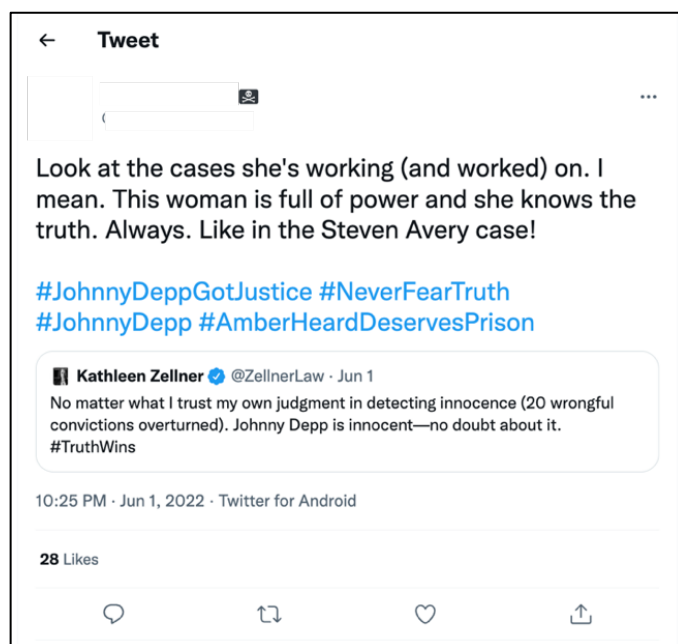 Tweet
Look at the cases she's working (and worked) on. I
mean. This woman is full of power and she knows the
truth. Always. Like in the Steven Avery case!
#JohnnyDeppGotJustice #NeverFearTruth
#JohnnyDepp #AmberHeardDeservesPrison
Kathleen Zellner @ZellnerLaw · Jun 1
No matter what I trust my own judgment in detecting innocence (20 wrongful
convictions overturned). Johnny Depp is innocent—no doubt about it.
#TruthWins
10:25 PM · Jun 1, 2022 · Twitter for Android
28 Likes